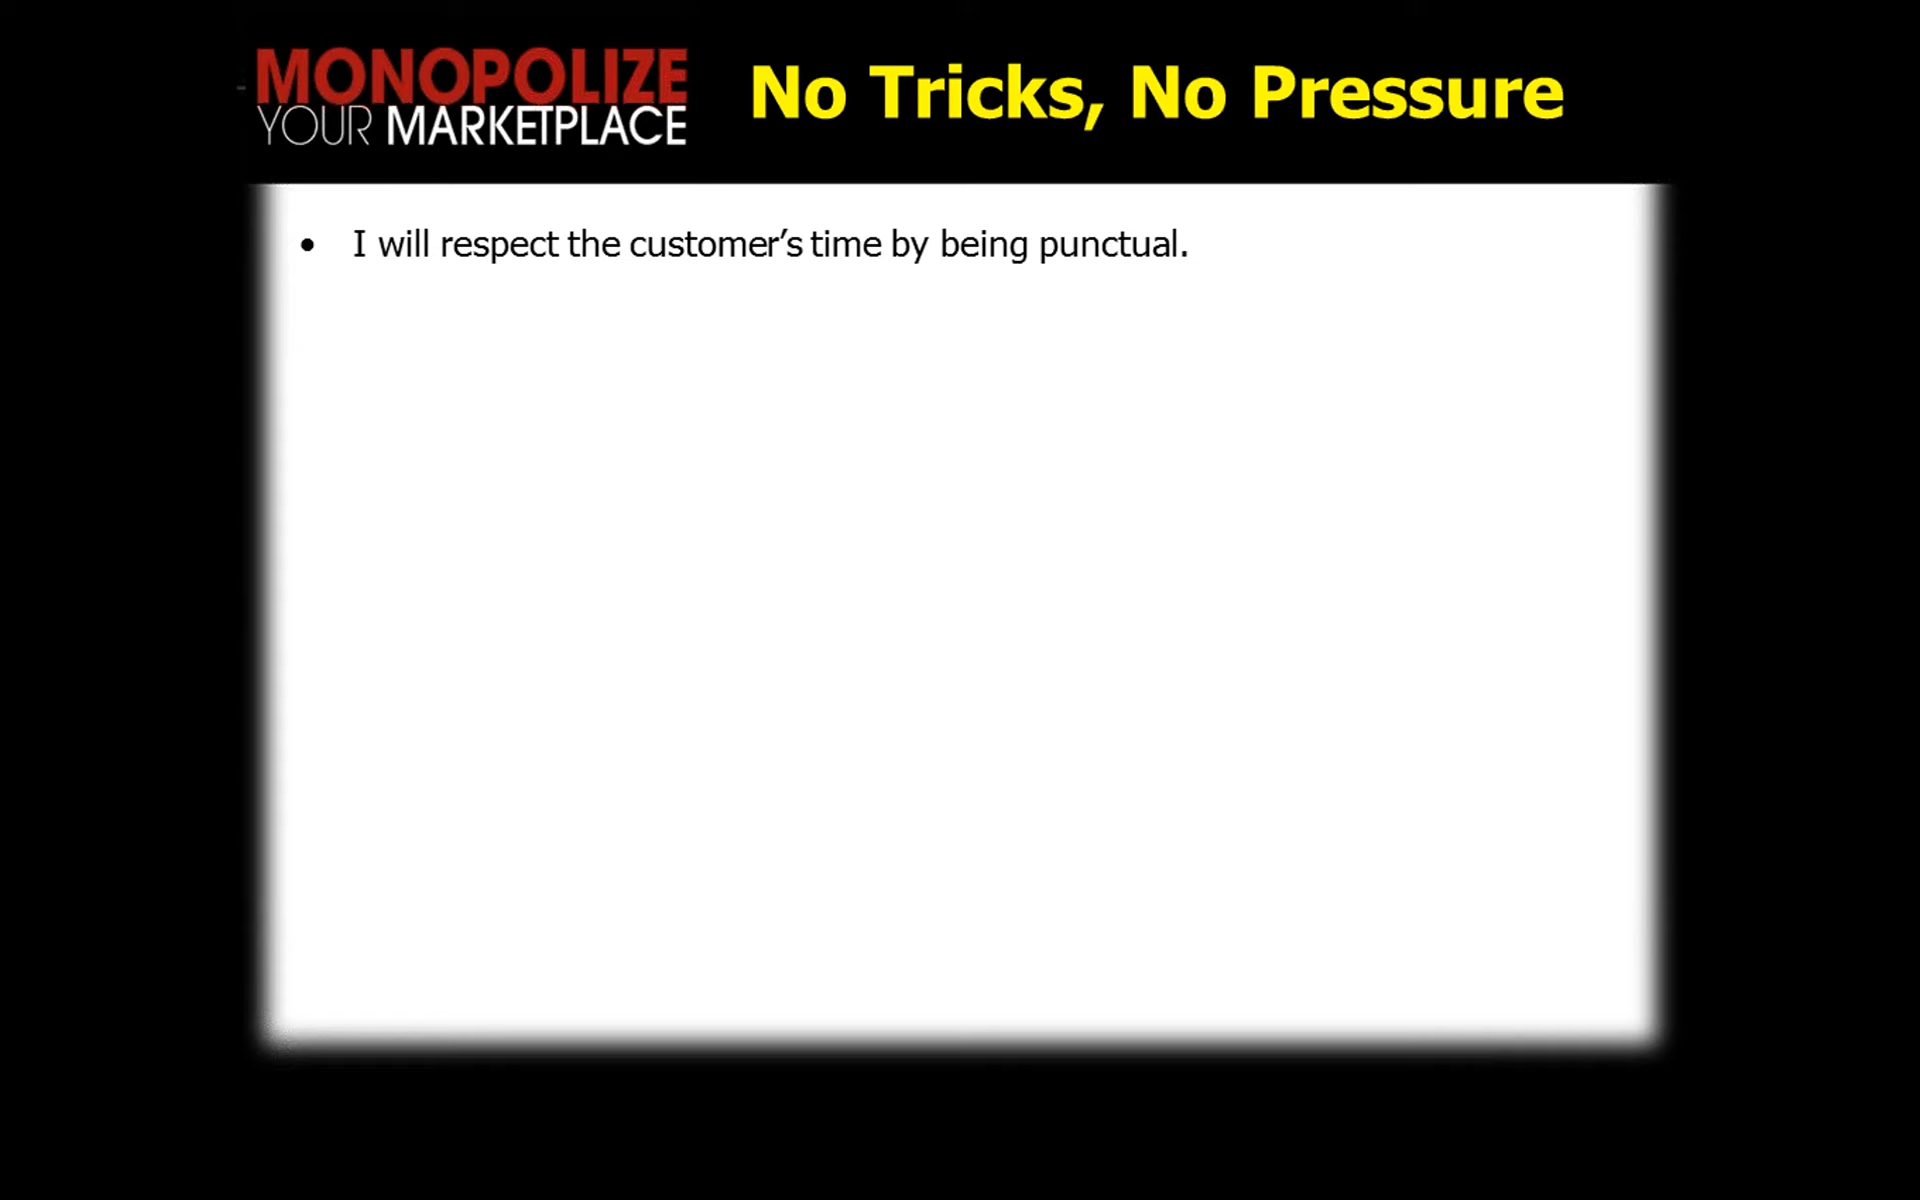 MONOPOLIZE
YOUR MARKETPLACE
No Tricks, No Pressure
• I will respect the customer’s time by being punctual.